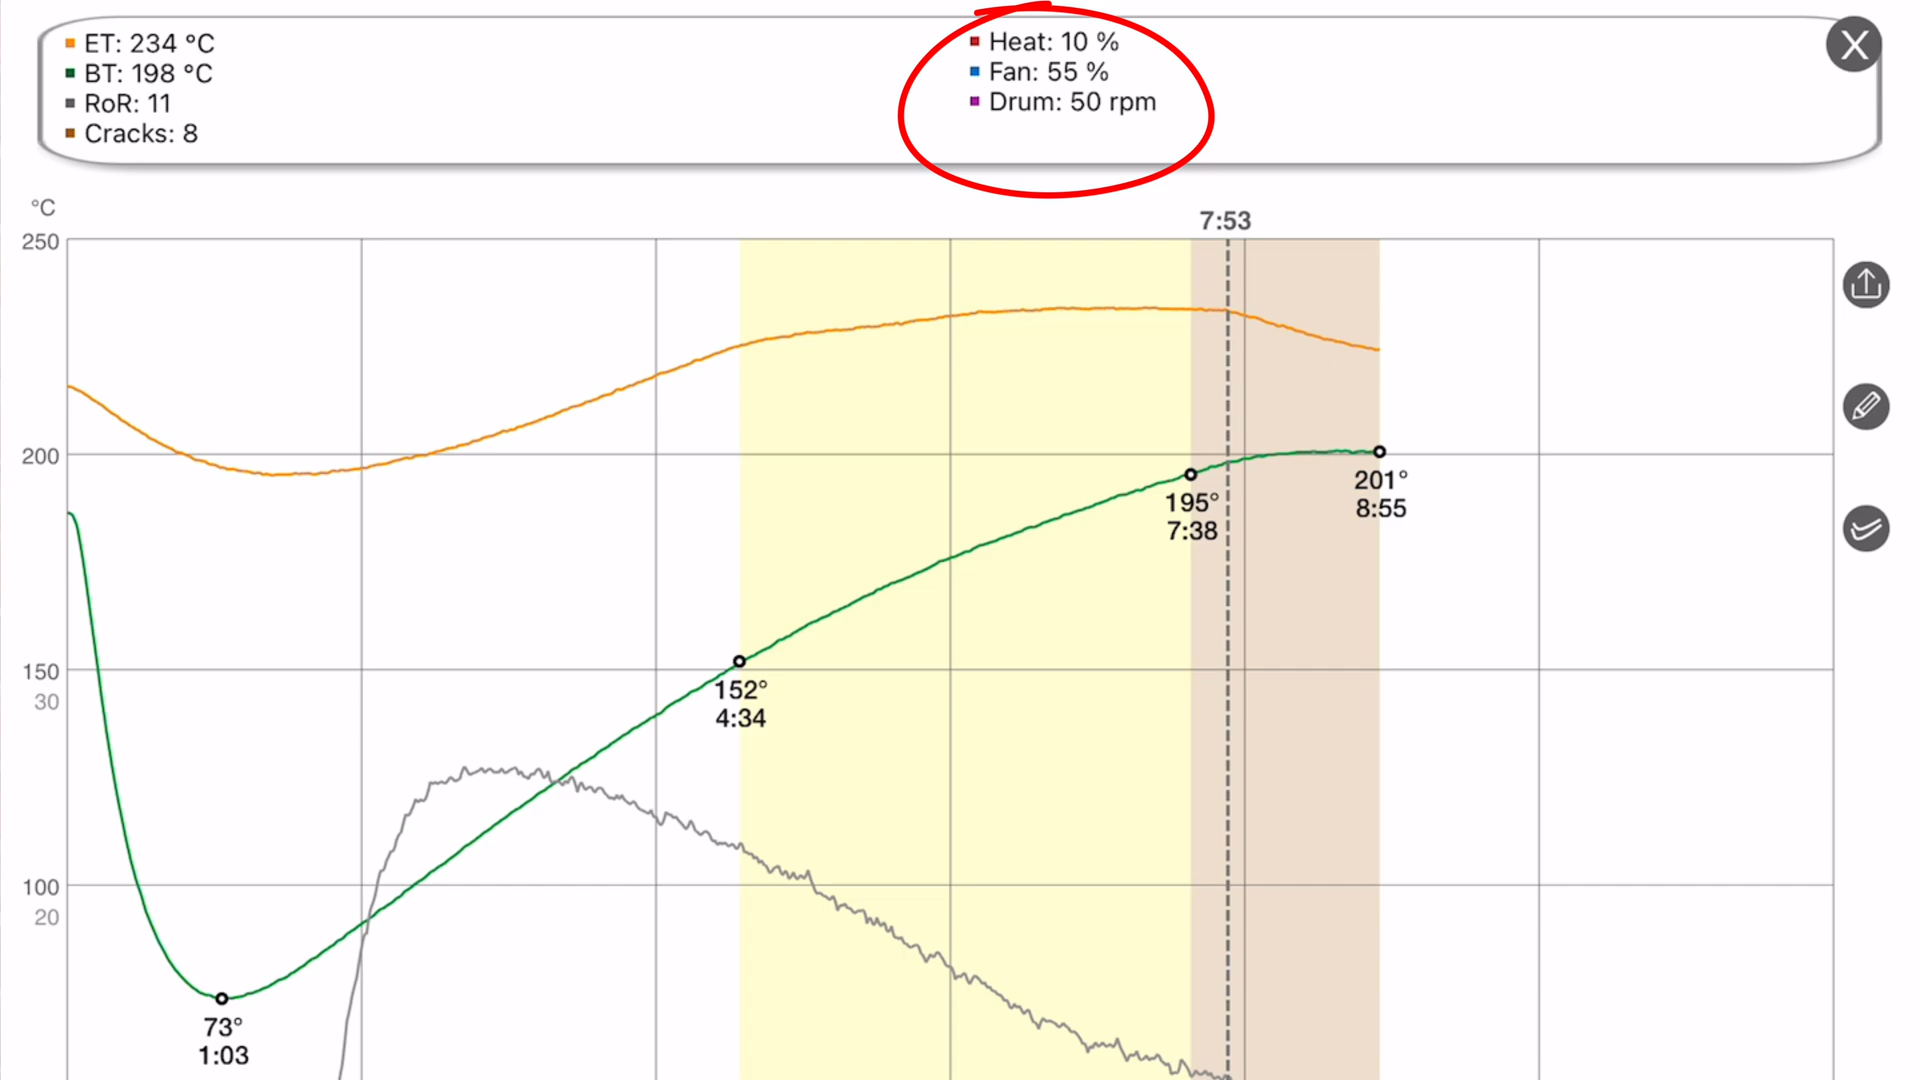 ET: 234 °C
BT: 198 °C
RoR: 11
Cracks: 8
Heat: 10 %
Fan: 55 %
Drum: 50 rpm
X
°C
7:53
250
200
201°
8:55
195°
7:38
150
30
152°
4:34
100
20
73°
1:03